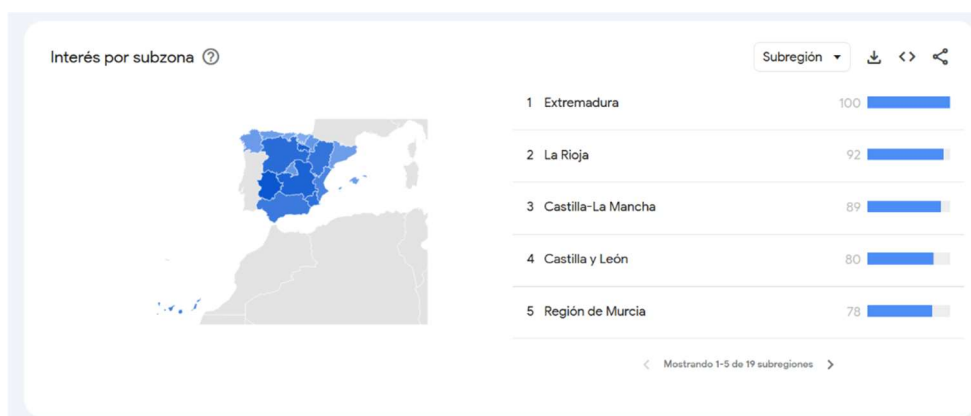 Interés por subzona
Subregión
1 Extremadura 100
2 La Rioja 92
3 Castilla-La Mancha 89
4 Castilla y León 80
5 Región de Murcia 78
Mostrando 1-5 de 19 subregiones